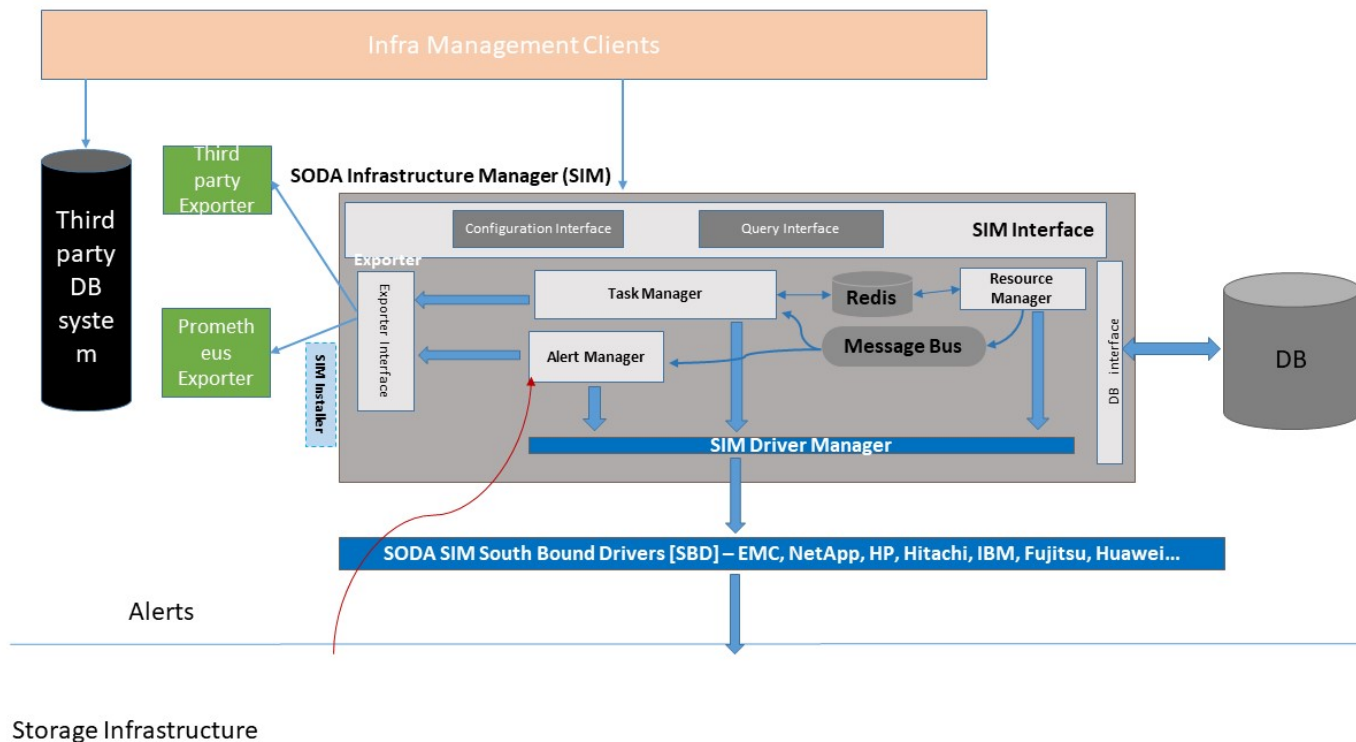 Infra Management Clients
Third
party
Exporter
SODA Infrastructure Manager (SIM)
Third
party
DB
syste
m
Configuration Interface
Query Interface
SIM Interface
Exporter
Exporter Interface
Task Manager
Redis
Resource
Manager
Prometh
eus
Exporter
SIM Installer
Alert Manager
Message Bus
DB interface
DB
SIM Driver Manager
SODA SIM South Bound Drivers [SBD] – EMC, NetApp, HP, Hitachi, IBM, Fujitsu, Huawei...
Alerts
Storage Infrastructure